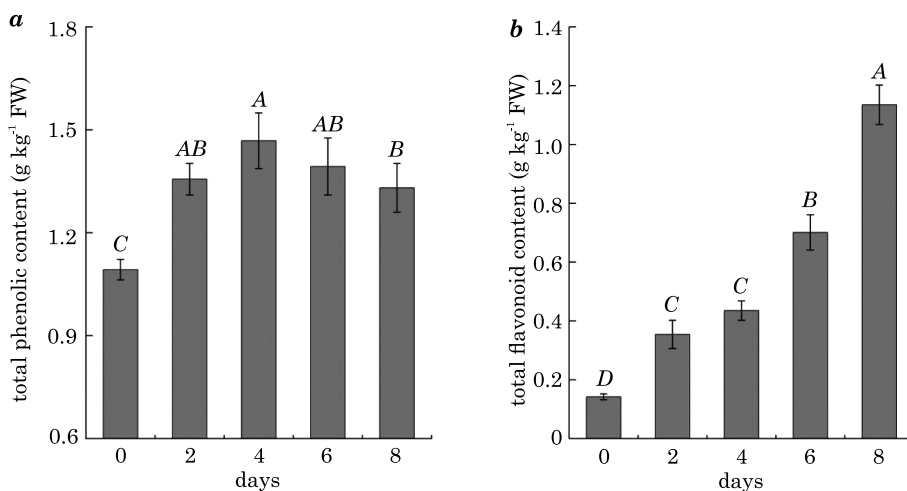 a
total phenolic content (g kg⁻¹ FW)
1.8
1.5
1.2
0.9
0.6
C
AB
A
AB
B
0 2 4 6 8
days
b
total flavonoid content (g kg⁻¹ FW)
1.4
1.2
1.0
0.8
0.6
0.4
0.2
0
D
C
C
B
A
0 2 4 6 8
days